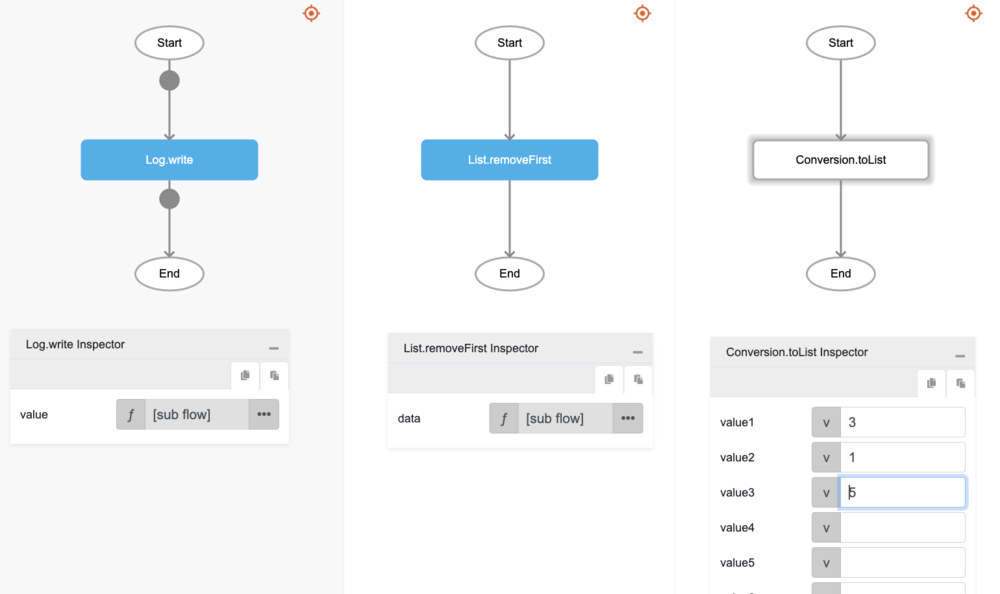 Start
Log.write
End
Log.write Inspector
value
f
[sub flow]
•••
Start
List.removeFirst
End
List.removeFirst Inspector
data
f
[sub flow]
•••
Start
Conversion.toList
End
Conversion.toList Inspector
value1
v
3
value2
v
1
value3
v
5
value4
v
value5
v